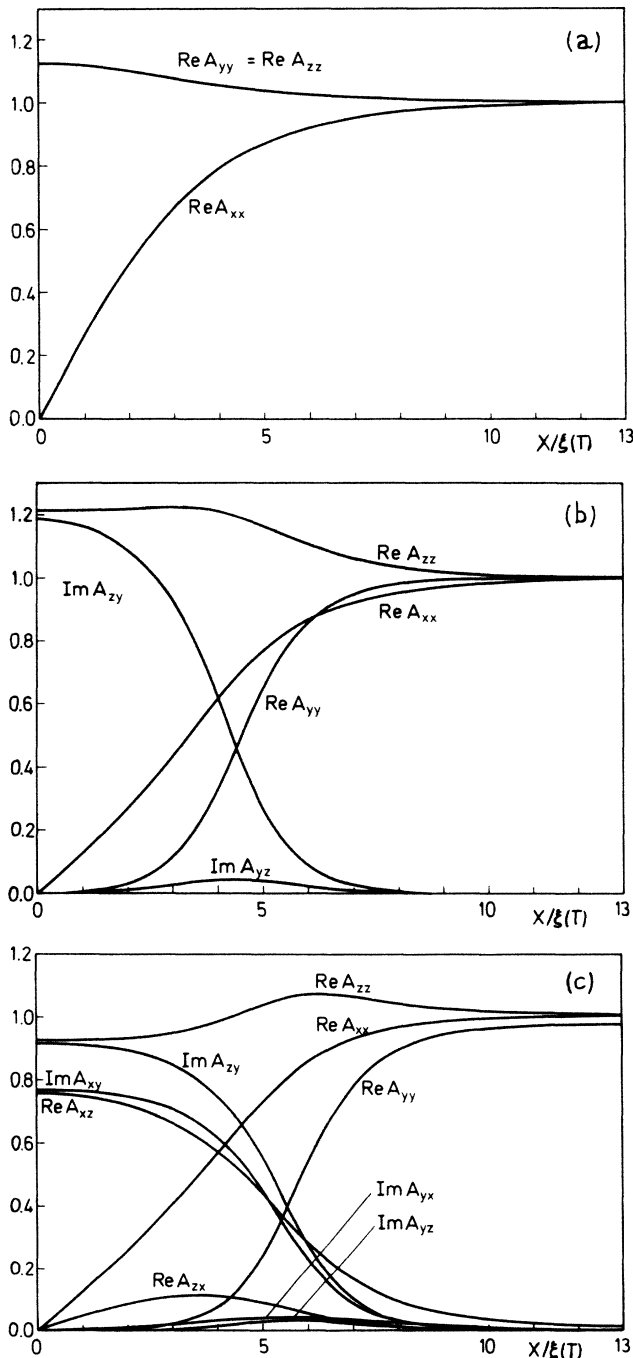 1.2
(a)
Re A_yy = Re A_zz
1.0
0.8
Re A_xx
0.6
0.4
0.2
0.0
0 5 10 13
X/ξ(T)
(b)
1.2
Re A_zz
Im A_zy
1.0
Re A_xx
0.8
Re A_yy
0.6
0.4
0.2
Im A_yz
0.0
0 5 10 13
X/ξ(T)
1.2
(c)
Re A_zz
Re A_xx
1.0
Im A_zy
Re A_yy
0.8
Im A_xy
Re A_xz
0.6
0.4
Im A_yx
Im A_yz
0.2
Re A_zx
0.0
0 5 10 13
X/ξ(T)